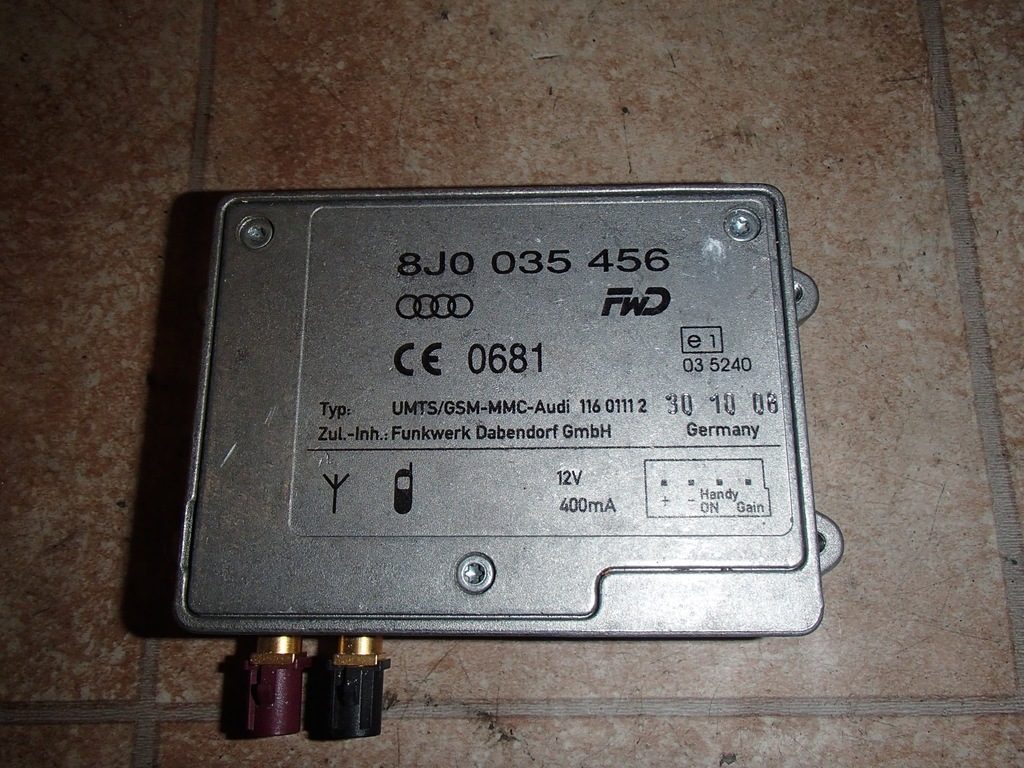 8J0 035 456
FWD
CE 0681
e1
03 5240
Typ: UMTS/GSM-MMC-Audi 116 0111 2 30 10 06
Zul.-Inh.: Funkwerk Dabendorf GmbH Germany
12V
400mA
+ - Handy ON Gain